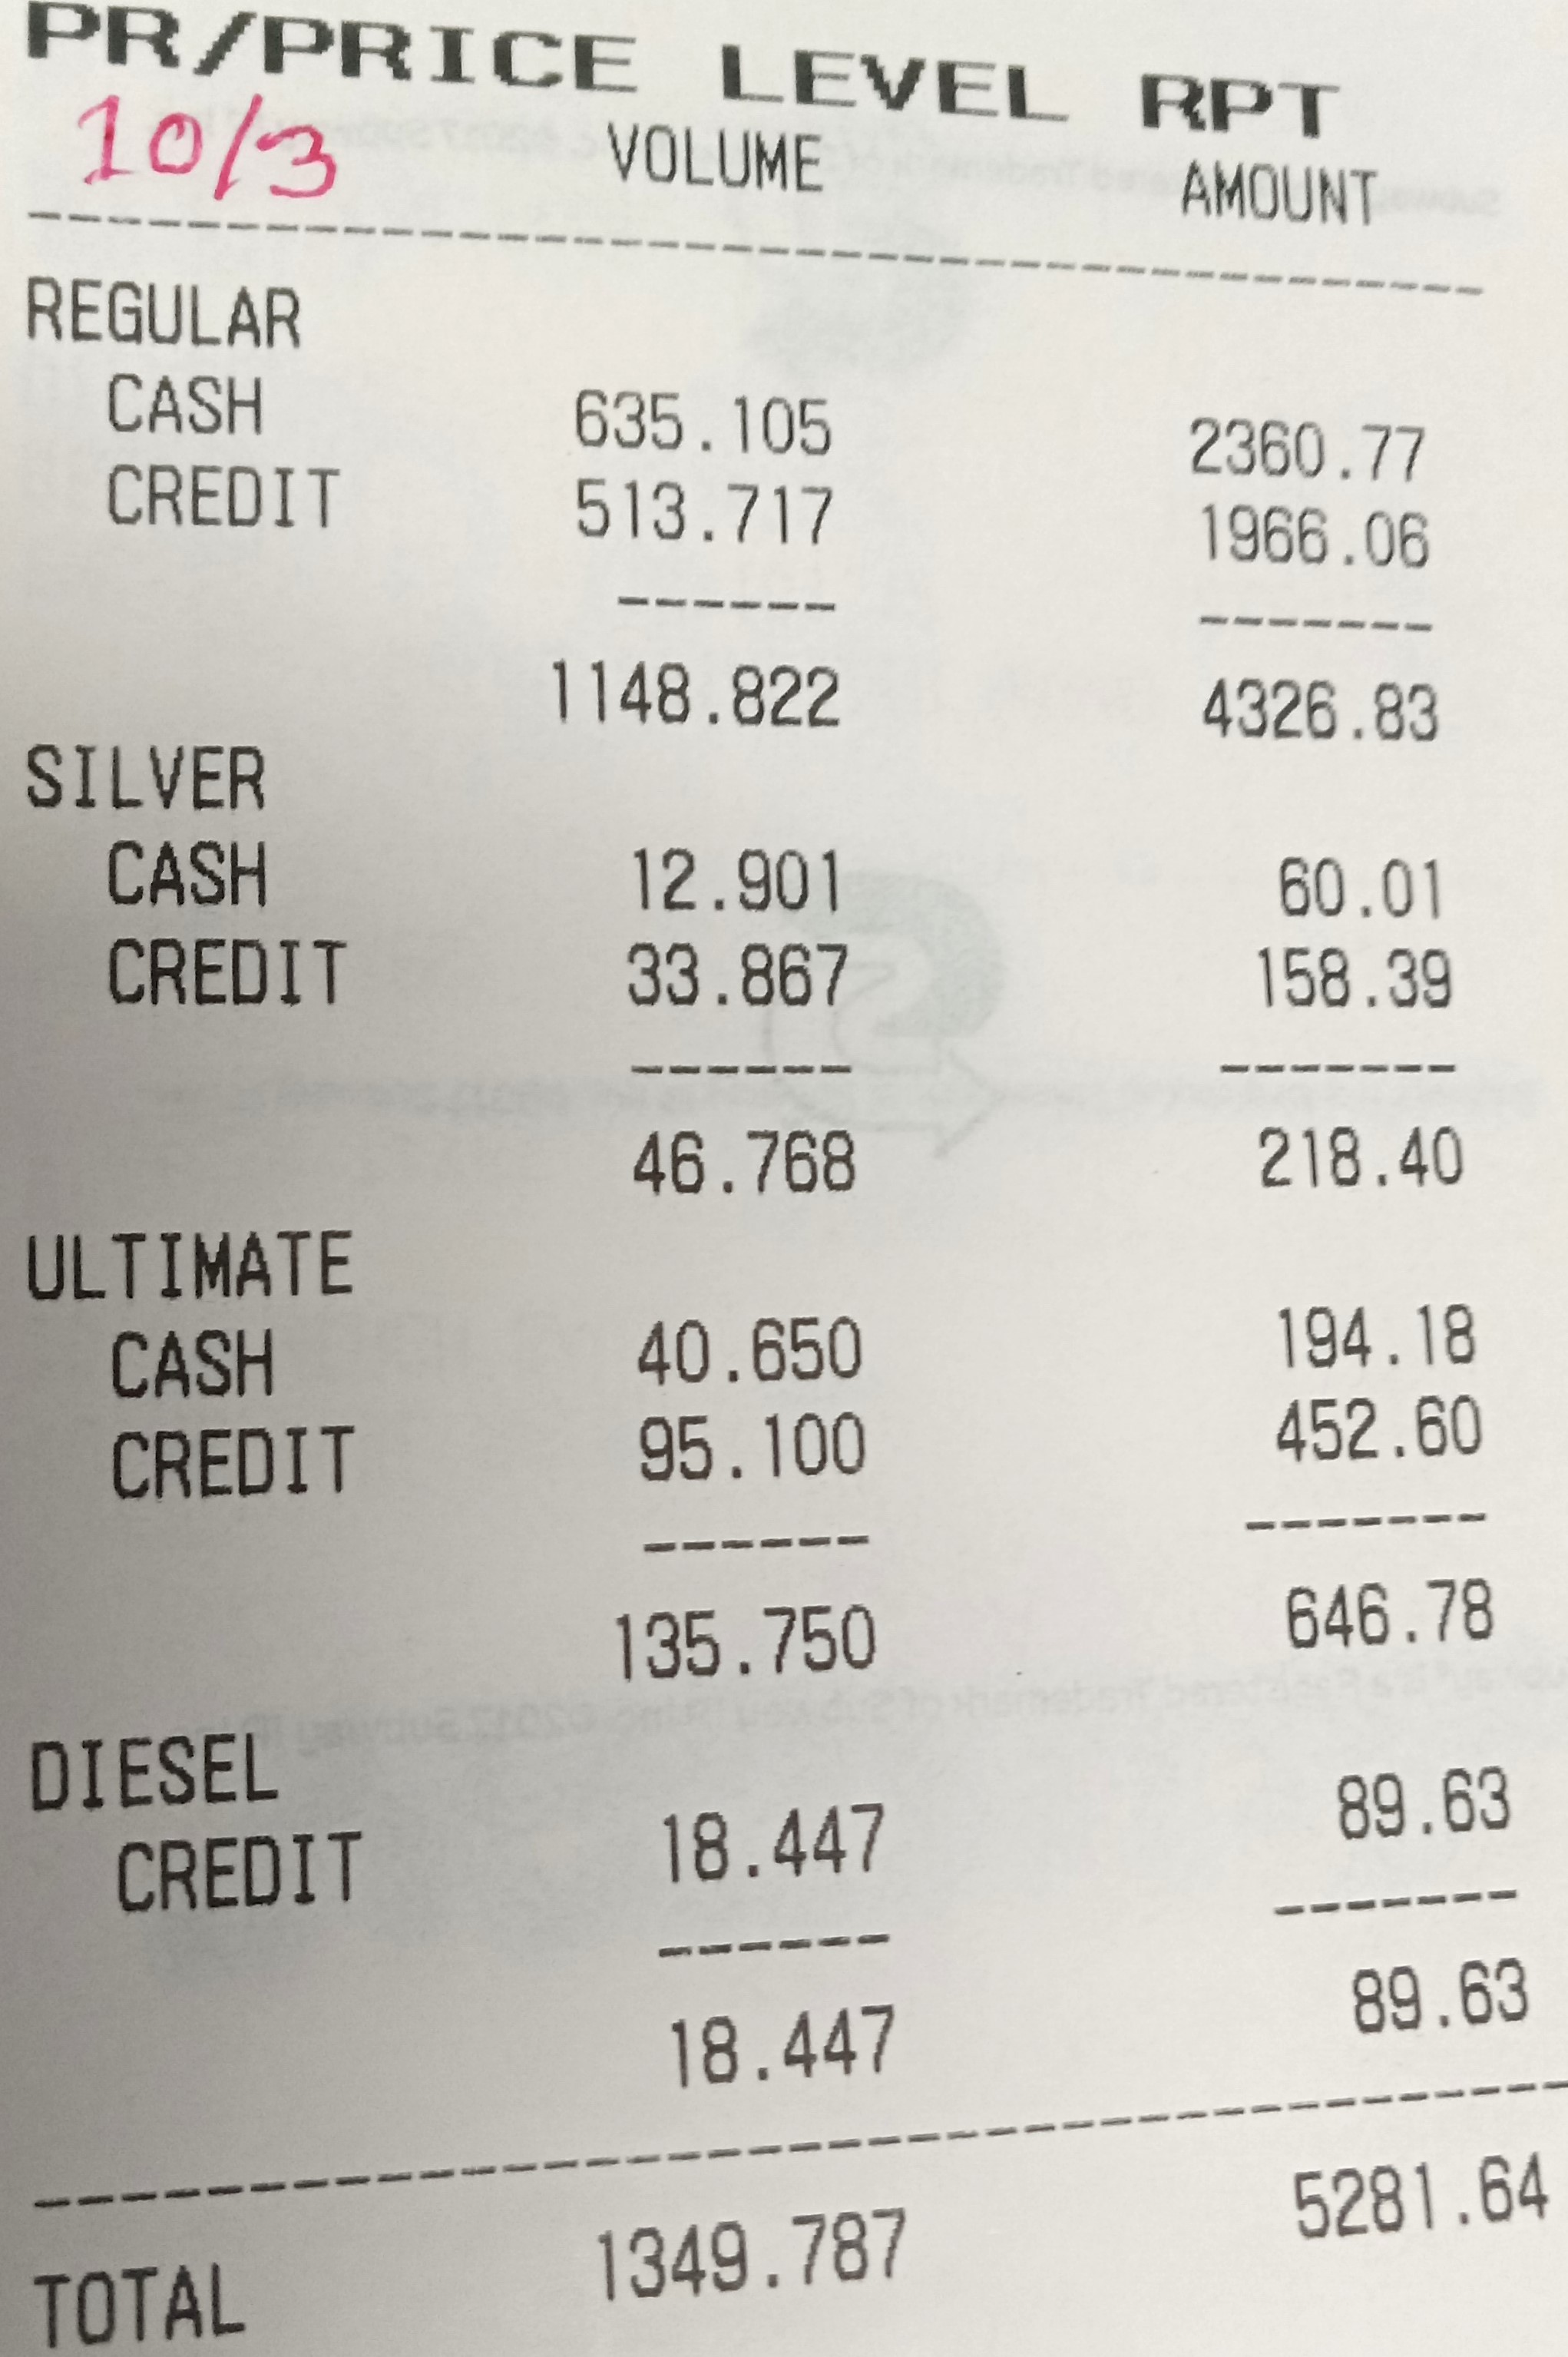 PR/PRICE LEVEL RPT
10/3 VOLUME AMOUNT
REGULAR
CASH 635.105 2360.77
CREDIT 513.717 1966.06
1148.822 4326.83
SILVER
CASH 12.901 60.01
CREDIT 33.867 158.39
46.768 218.40
ULTIMATE
CASH 40.650 194.18
CREDIT 95.100 452.60
135.750 646.78
DIESEL
CREDIT 18.447 89.63
18.447 89.63
TOTAL 1349.787 5281.64